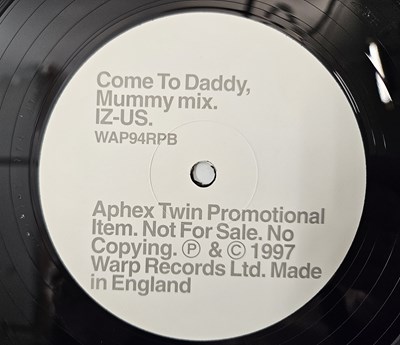 Come To Daddy,
Mummy mix.
IZ-US.
WAP94RPB
Aphex Twin Promotional
Item. Not For Sale. No
Copying. Ⓟ & © 1997
Warp Records Ltd. Made
in England